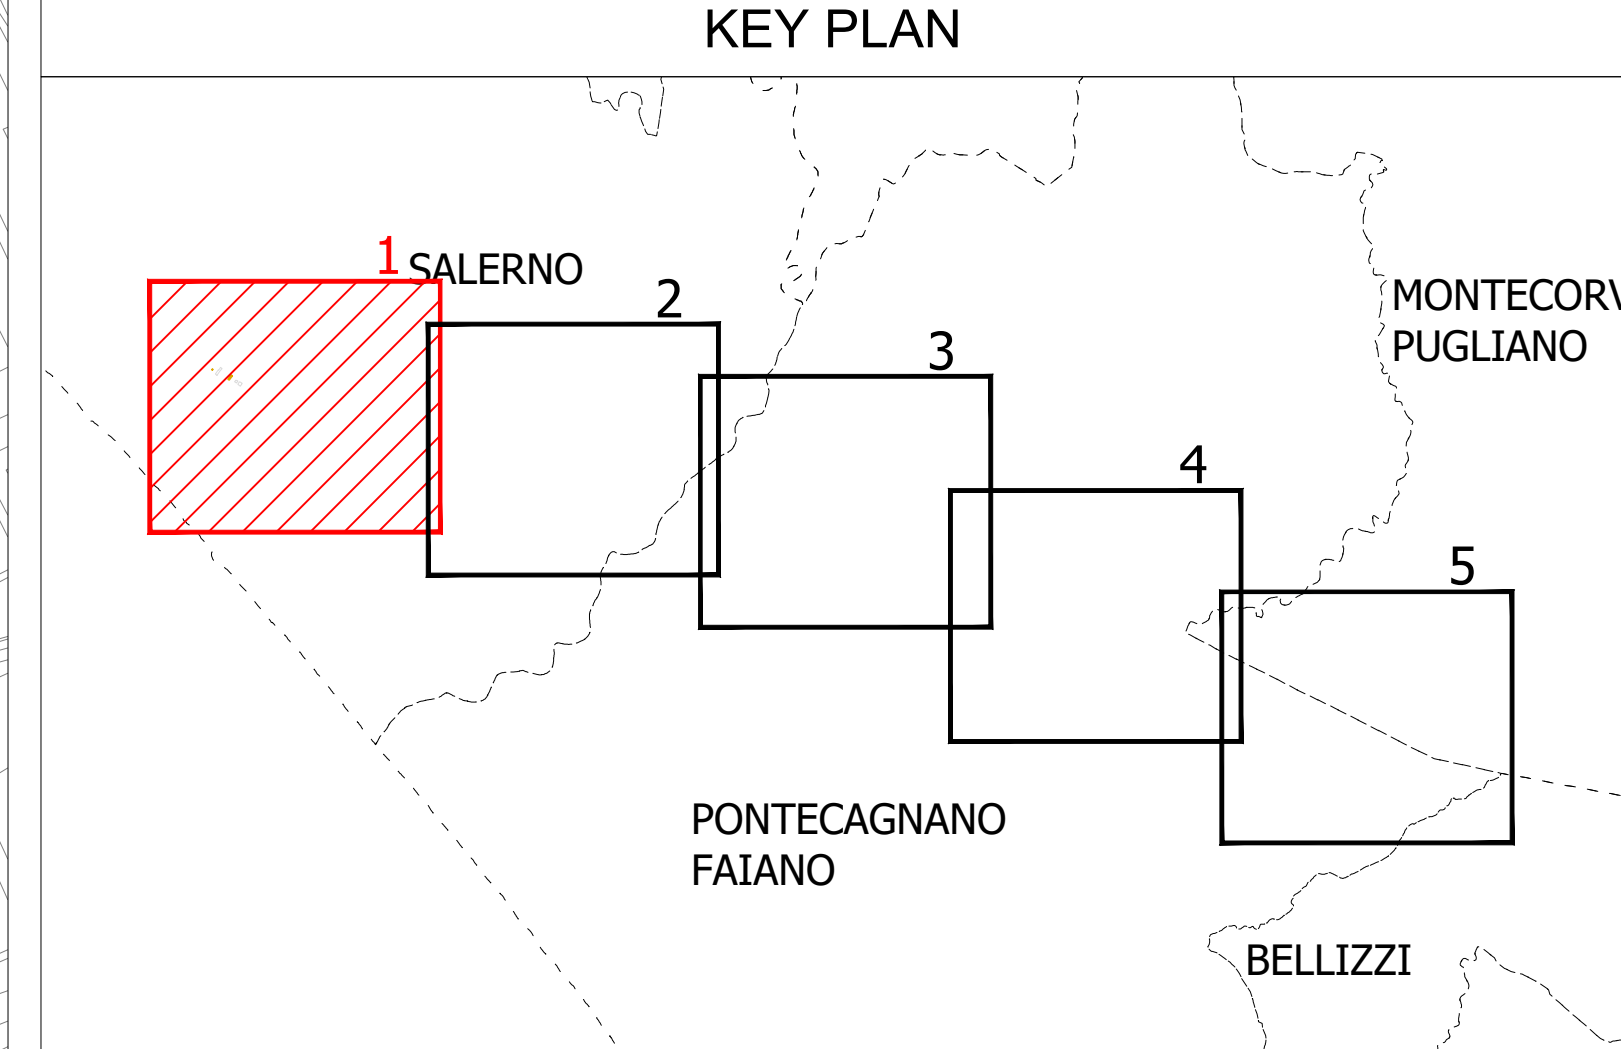 KEY PLAN
1
SALERNO
2
3
MONTECORV
PUGLIANO
4
5
PONTECAGNANO
FAIANO
BELLIZZI